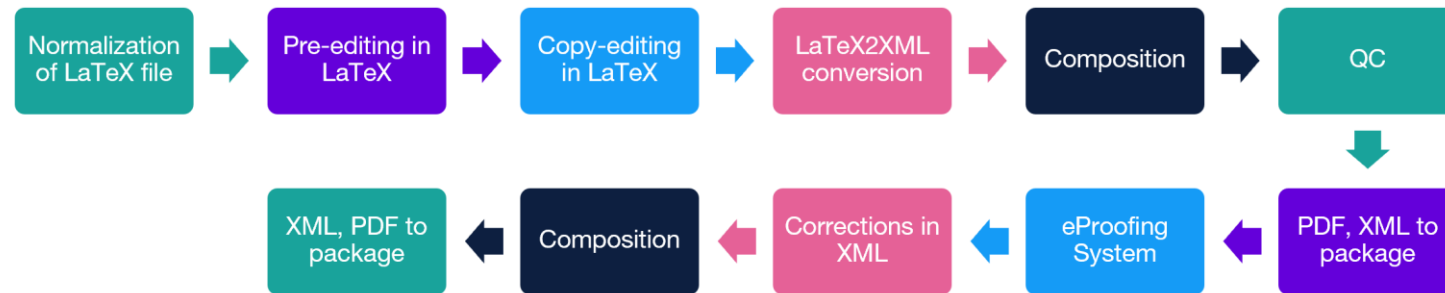 Normalization
of LaTeX file
Pre-editing in
LaTeX
Copy-editing
in LaTeX
LaTeX2XML
conversion
Composition
QC
PDF, XML to
package
eProofing
System
Corrections in
XML
Composition
XML, PDF to
package